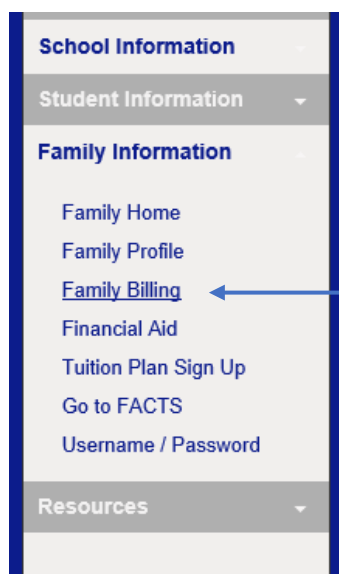 School Information
Student Information
Family Information
Family Home
Family Profile
Family Billing
Financial Aid
Tuition Plan Sign Up
Go to FACTS
Username / Password
Resources